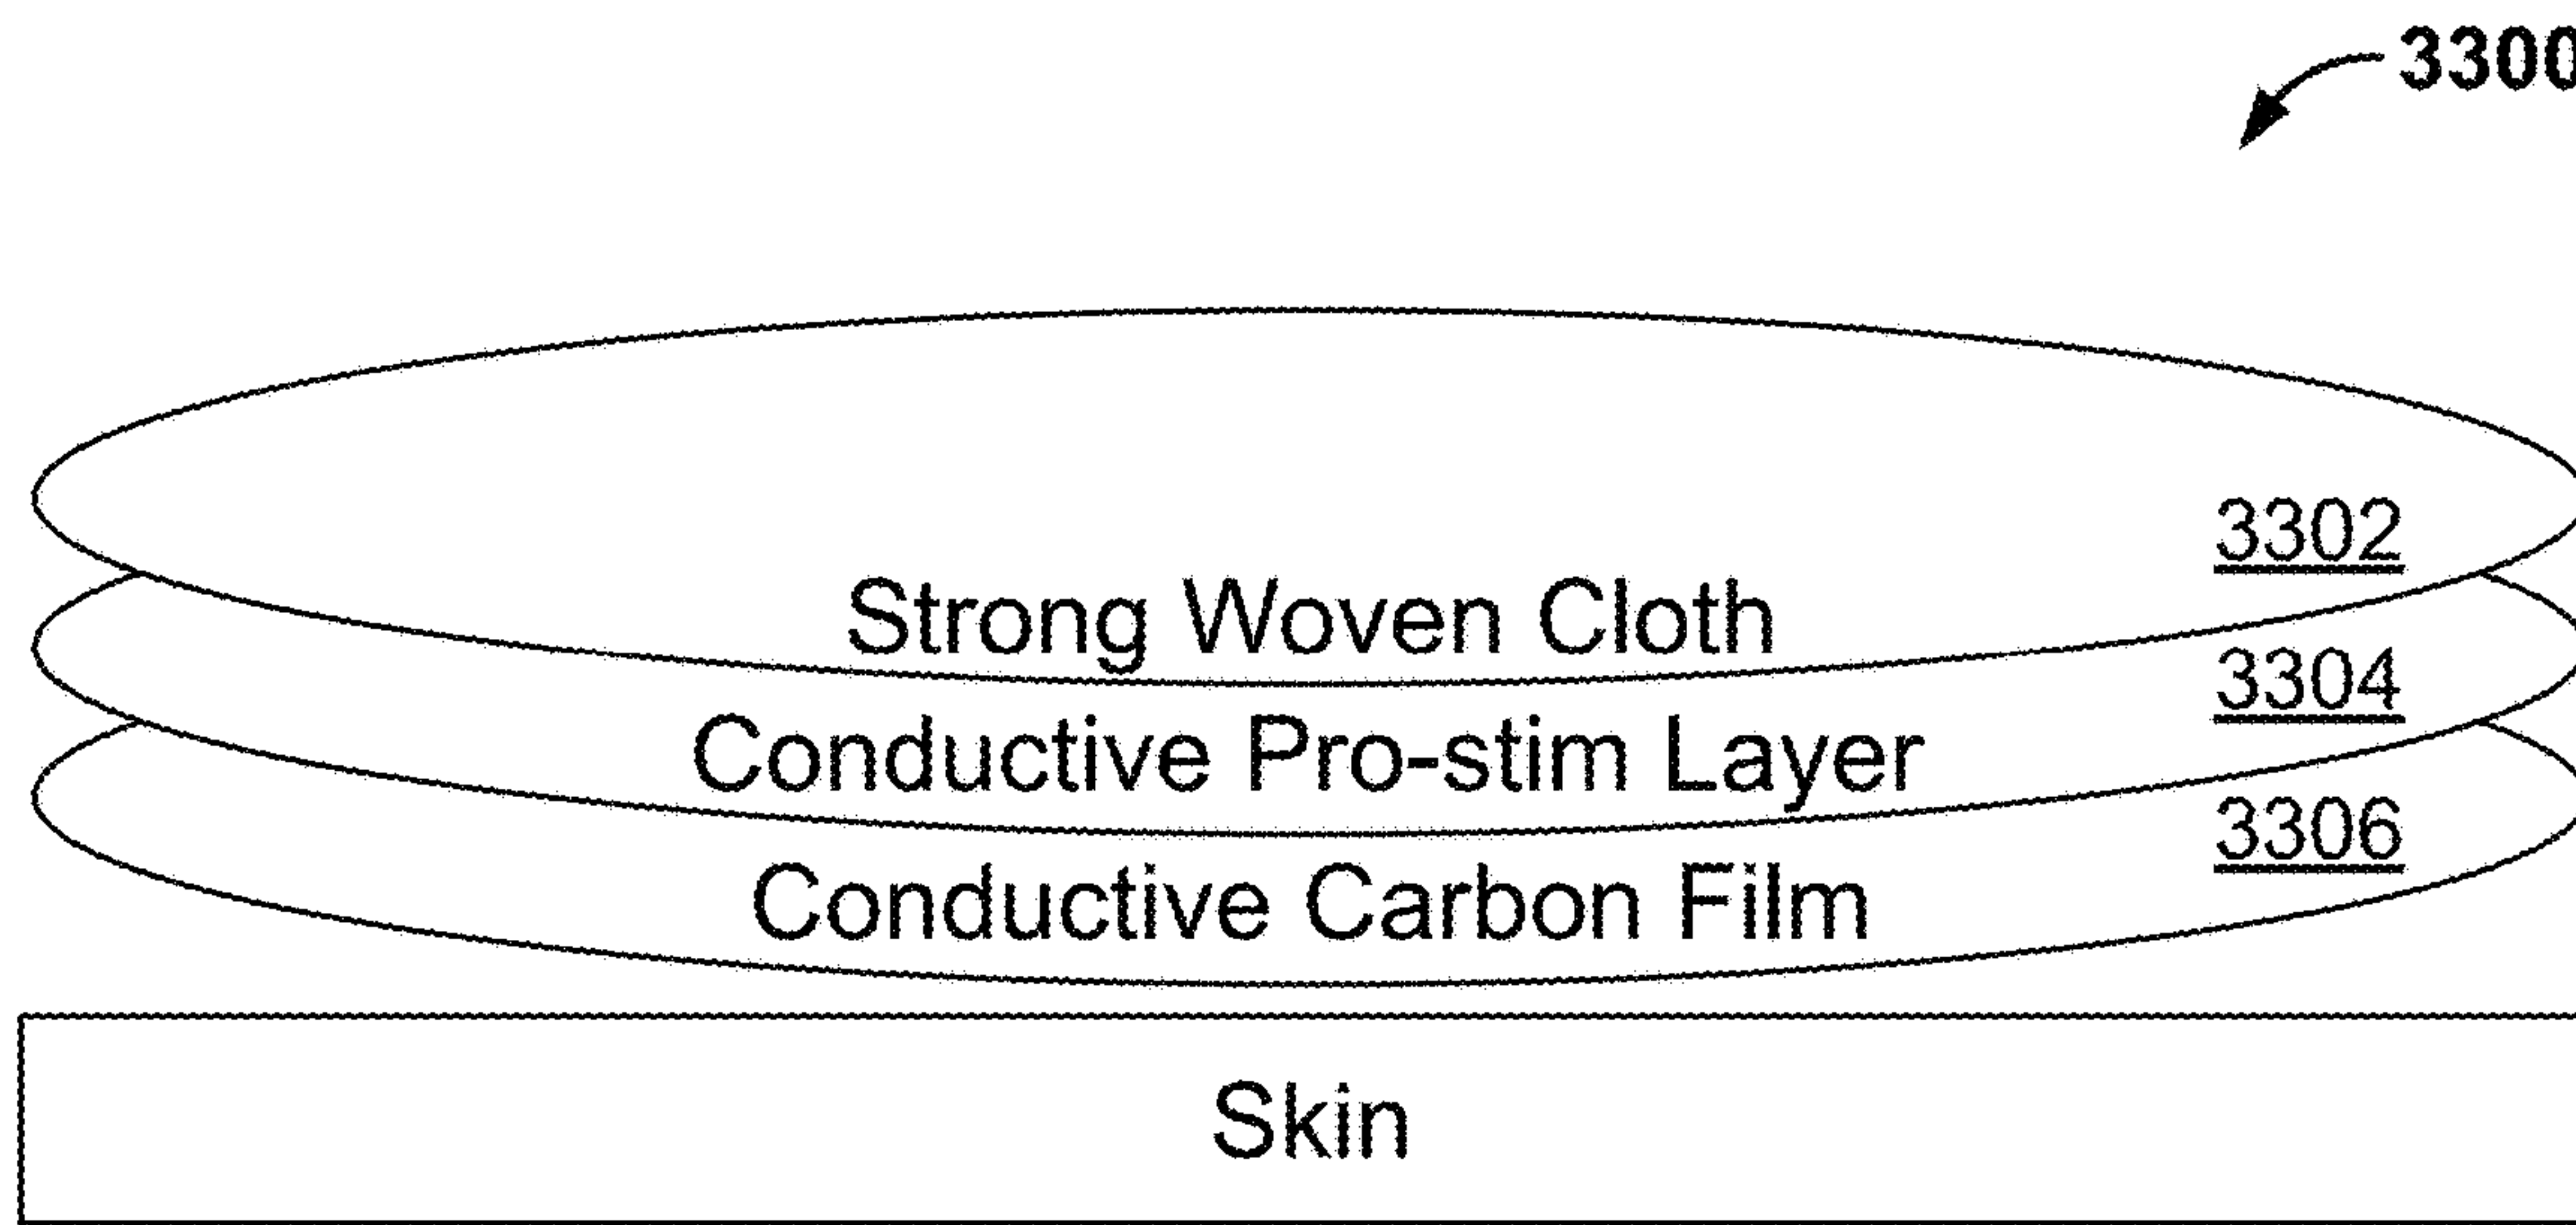 3300
3302
Strong Woven Cloth
3304
Conductive Pro-stim Layer
3306
Conductive Carbon Film
Skin